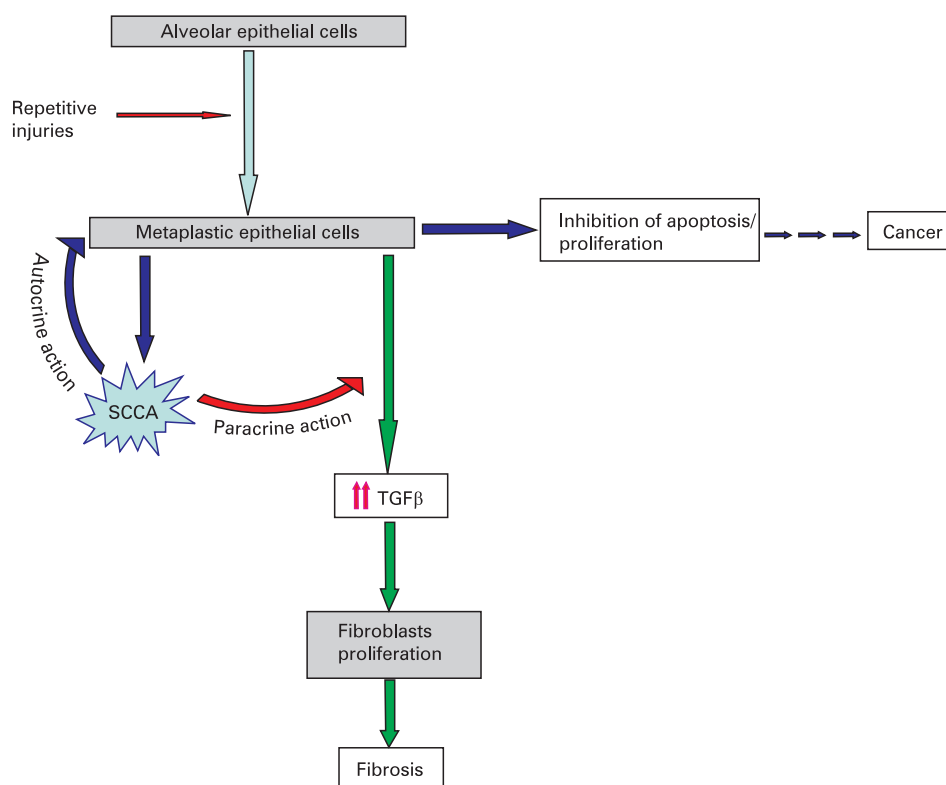 Alveolar epithelial cells
Repetitive
injuries
Metaplastic epithelial cells
Inhibition of apoptosis/
proliferation
Cancer
Autocrine action
SCCA
Paracrine action
TGFβ
Fibroblasts
proliferation
Fibrosis